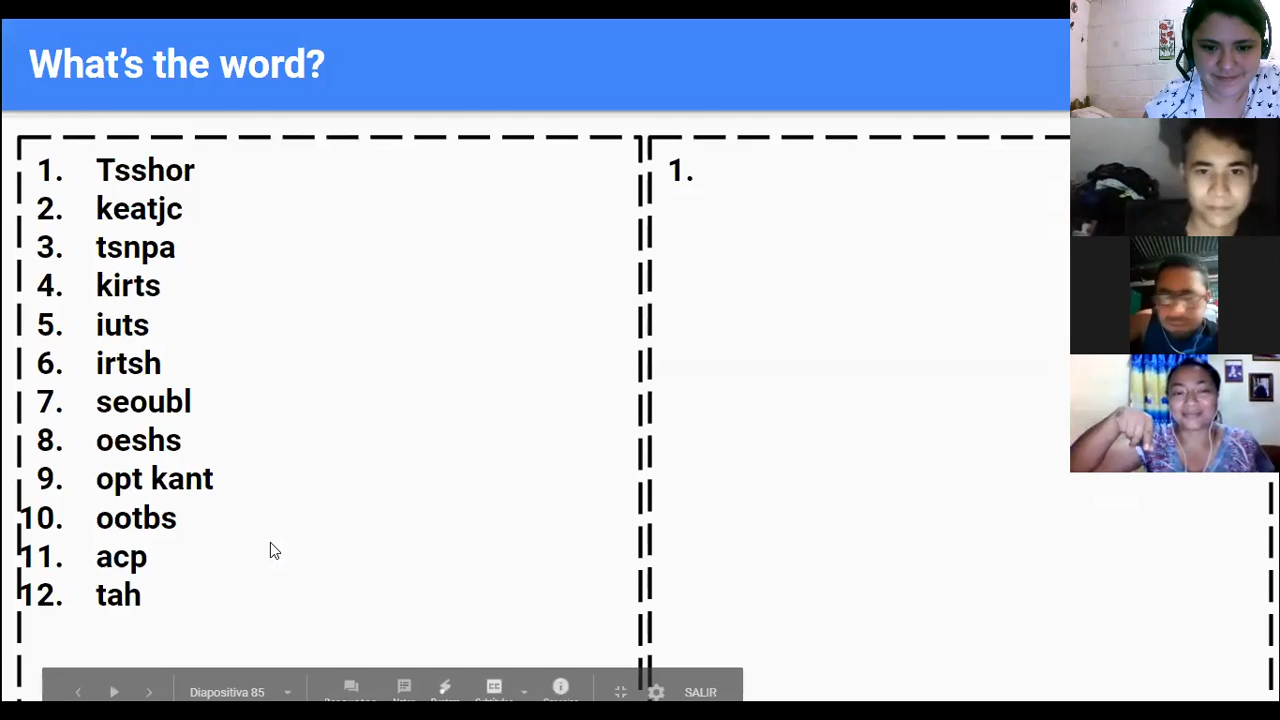 What's the word?
1. Tsshor
2. keatjc
3. tsnpa
4. kirts
5. iuts
6. irtsh
7. seoubl
8. oeshs
9. opt kant
10. ootbs
11. acp
12. tah
1.
Diapositiva 85
SALIR